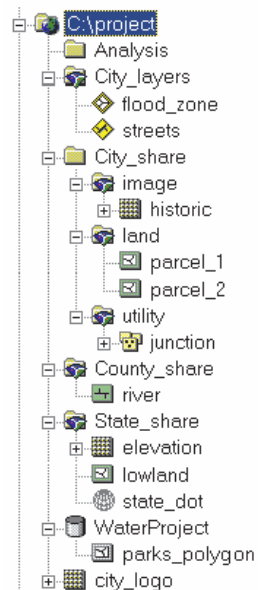 C:\project
Analysis
City_layers
flood_zone
streets
City_share
image
historic
land
parcel_1
parcel_2
utility
junction
County_share
river
State_share
elevation
lowland
state_dot
WaterProject
parks_polygon
city_logo